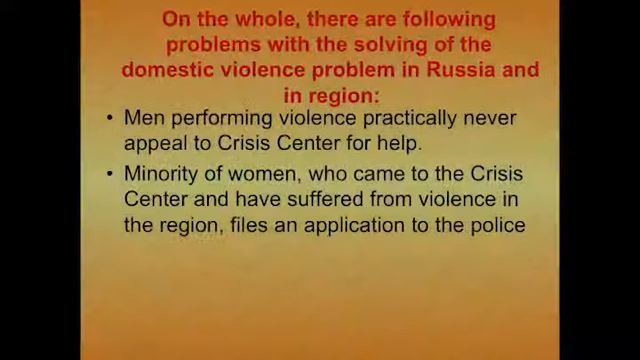 On the whole, there are following
problems with the solving of the
domestic violence problem in Russia and
in region:
• Men performing violence practically never
appeal to Crisis Center for help.
• Minority of women, who came to the Crisis
Center and have suffered from violence in
the region, files an application to the police